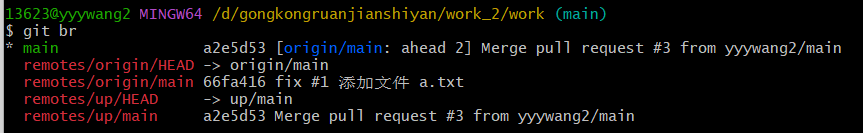 13623@yyywang2 MINGW64 /d/gongkongruanjianshiyan/work_2/work (main)
$ git br
* main                a2e5d53 [origin/main: ahead 2] Merge pull request #3 from yyywang2/main
  remotes/origin/HEAD -> origin/main
  remotes/origin/main 66fa416 fix #1 添加文件 a.txt
  remotes/up/HEAD     -> up/main
  remotes/up/main     a2e5d53 Merge pull request #3 from yyywang2/main